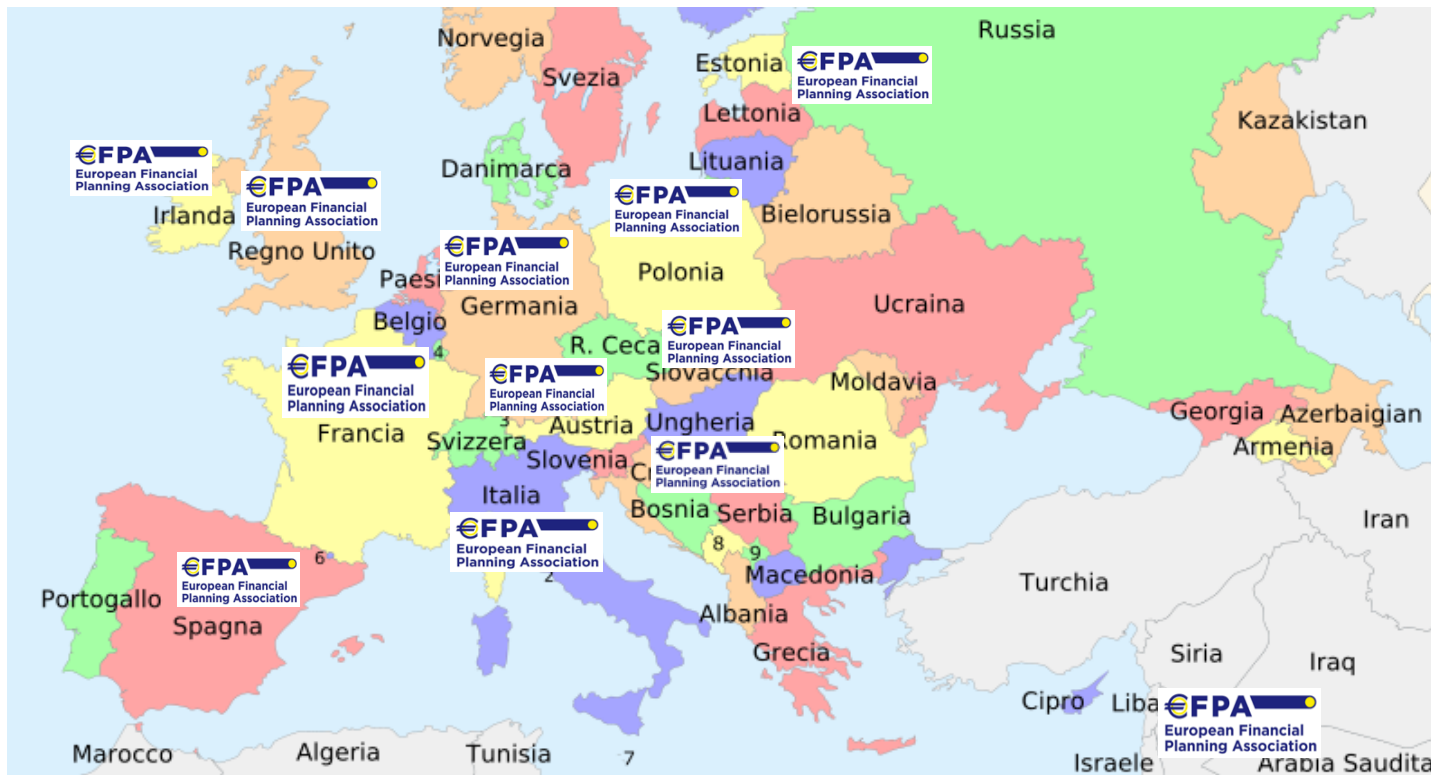 Norvegia
Svezia
Estonia
Russia
€FPA
European Financial
Planning Association
Lettonia
Kazakistan
€FPA
European Financial
Planning Association
Danimarca
Lituania
€FPA
European Financial
Planning Association
Irlanda
€FPA
European Financial
Planning Association
Bielorussia
Regno Unito
€FPA
European Financial
Planning Association
Paesi
Polonia
Germania
Ucraina
Belgio
4
R. Ceca
€FPA
European Financial
Planning Association
€FPA
European Financial
Planning Association
Slovacchia
€FPA
European Financial
Planning Association
Moldavia
Francia
3
Austria
Ungheria
Romania
Georgia
Azerbaigian
Armenia
Svizzera
Slovenia
€FPA
European Financial
Planning Association
C
Italia
Bosnia
Serbia
Bulgaria
Iran
€FPA
European Financial
Planning Association
8
9
6
€FPA
European Financial
Planning Association
2
Macedonia
Turchia
Portogallo
Spagna
Albania
Grecia
Siria
Iraq
Cipro
Liba
€FPA
European Financial
Planning Association
Marocco
Algeria
Tunisia
7
Israele
Arabia Saudita